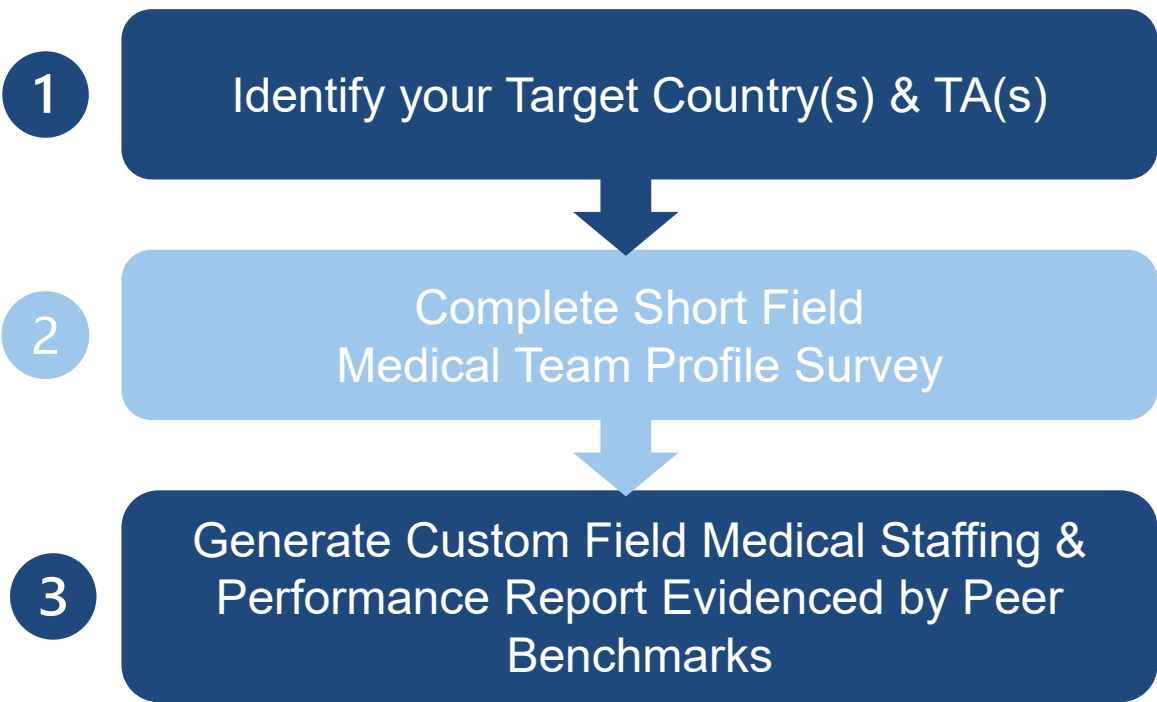 1
Identify your Target Country(s) & TA(s)
2
Complete Short Field
Medical Team Profile Survey
3
Generate Custom Field Medical Staffing &
Performance Report Evidenced by Peer
Benchmarks